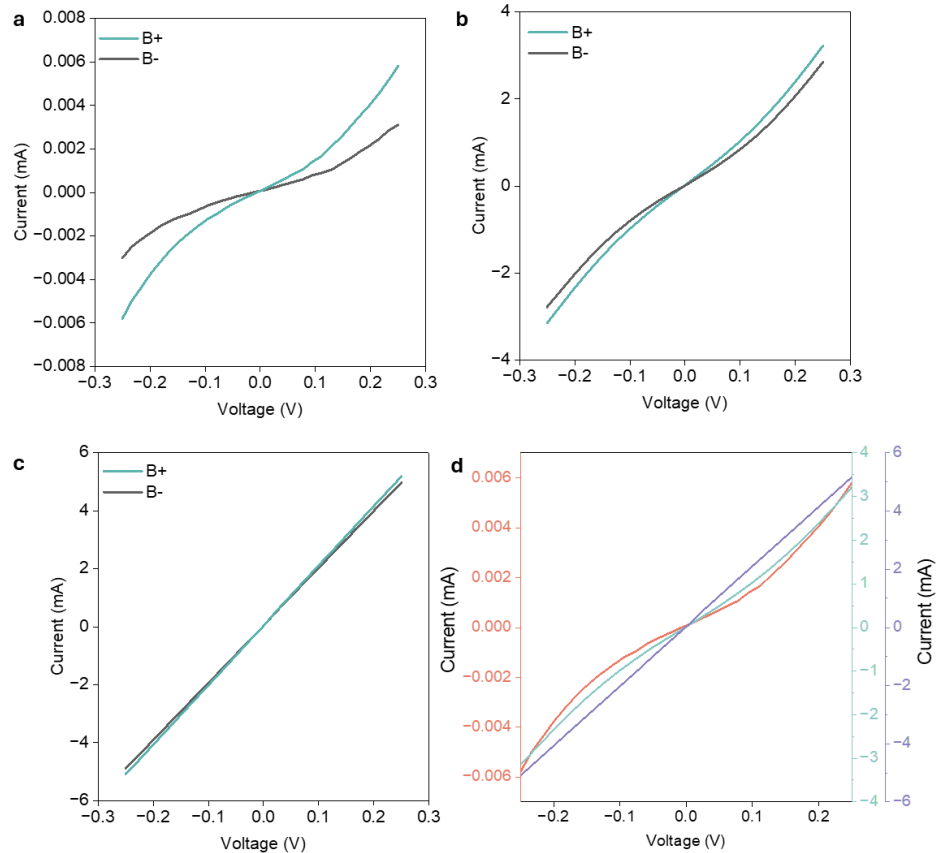 a
B+
B-
0.008
0.006
0.004
0.002
0.000
−0.002
−0.004
−0.006
−0.008
Current (mA)
−0.3 −0.2 −0.1 0.0 0.1 0.2 0.3
Voltage (V)
b
B+
B-
4
2
0
−2
−4
Current (mA)
−0.3 −0.2 −0.1 0.0 0.1 0.2 0.3
Voltage (V)
c
B+
B-
6
4
2
0
−2
−4
−6
Current (mA)
−0.3 −0.2 −0.1 0.0 0.1 0.2 0.3
Voltage (V)
d
0.006
0.004
0.002
0.000
−0.002
−0.004
−0.006
Current (mA)
−0.2 −0.1 0.0 0.1 0.2
Voltage (V)
4
3
2
1
0
−1
−2
−3
−4
6
4
2
0
−2
−4
−6
Current (mA)